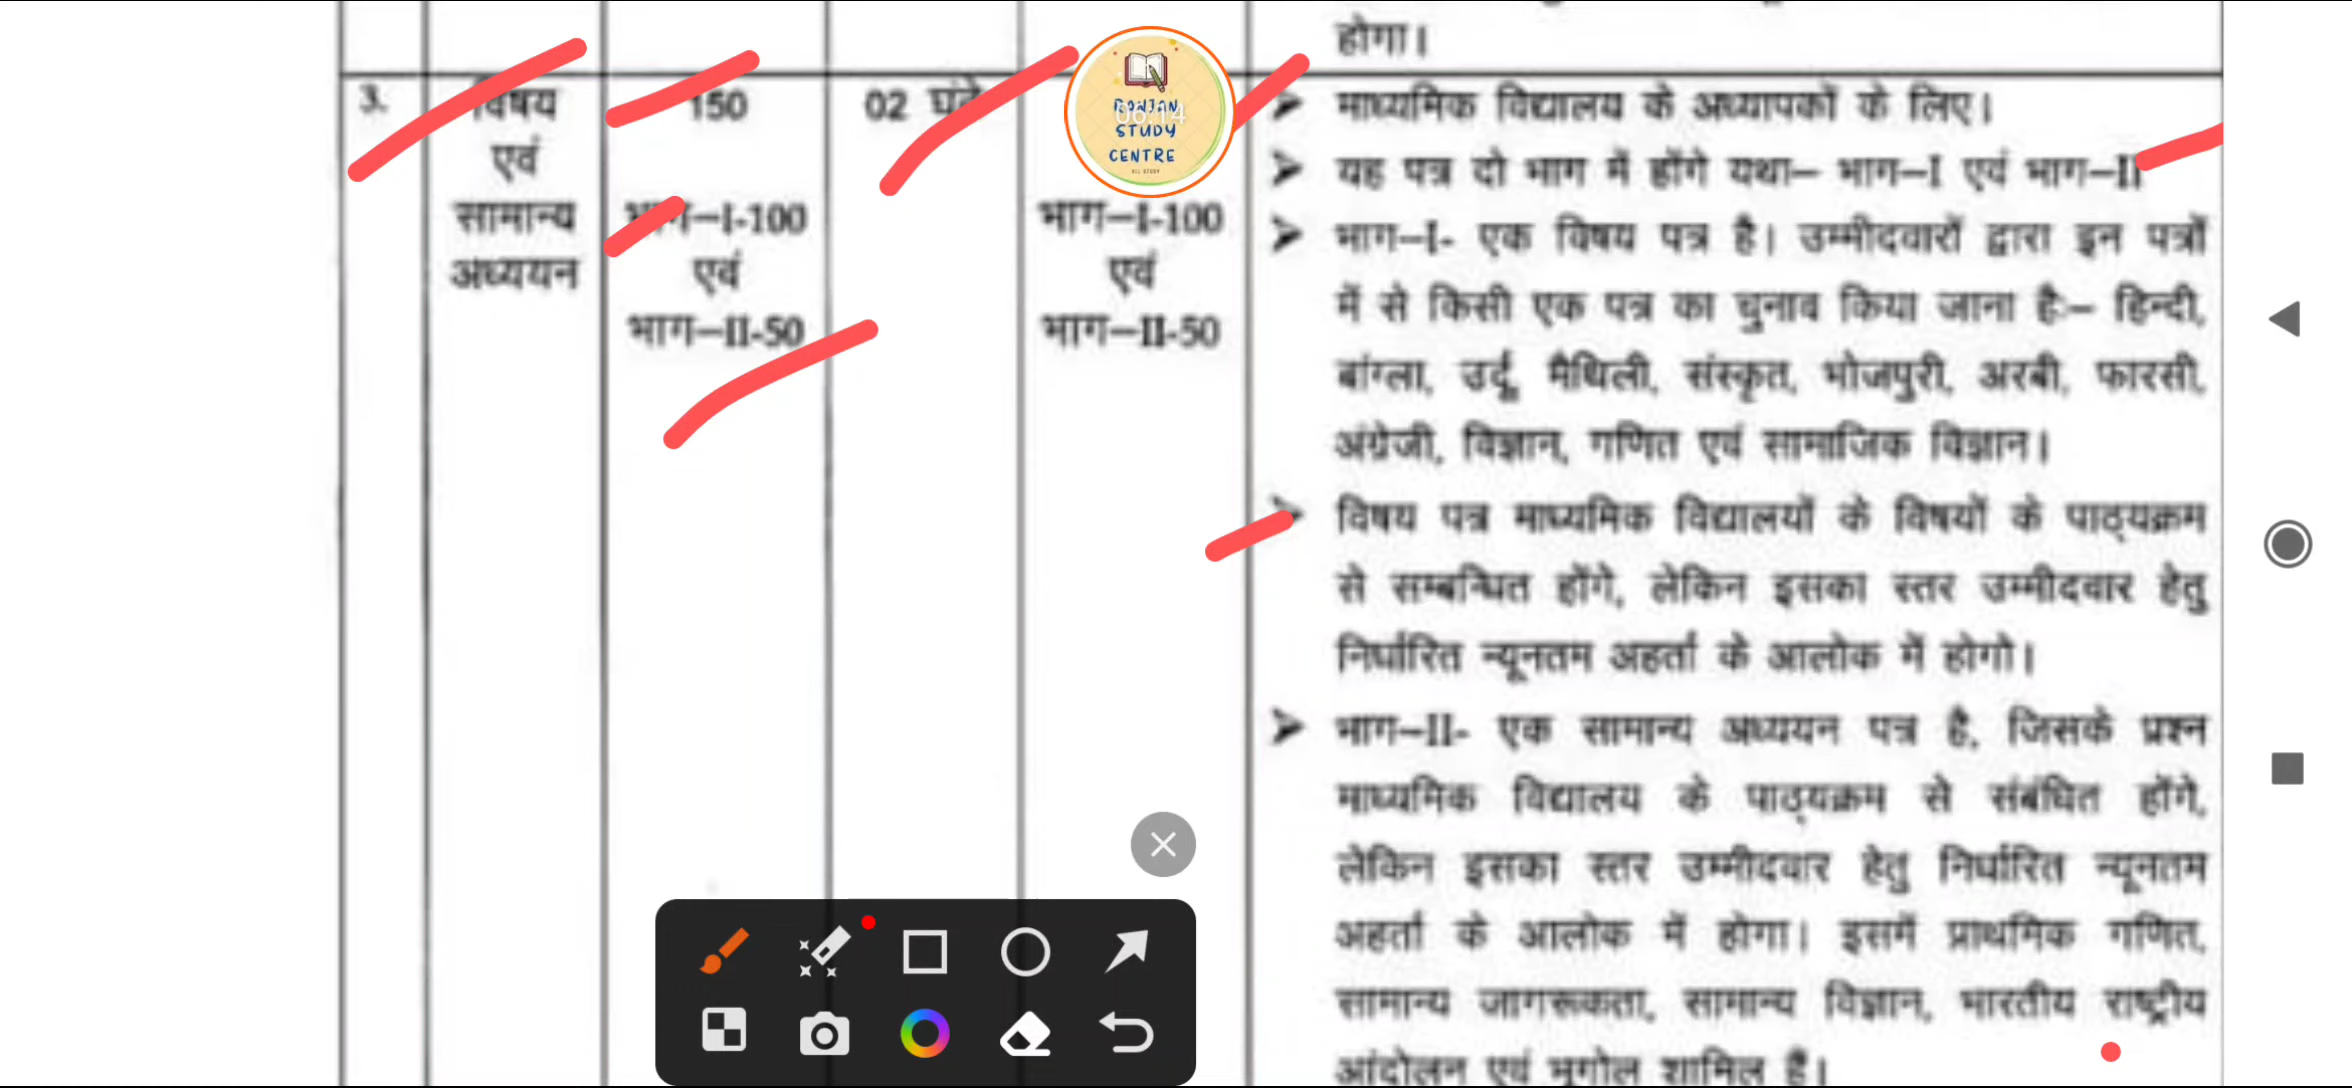 होगा।
3.
विषय
एवं
सामान्य
अध्ययन
150
भाग–I-100
एवं
भाग–II-50
02 घंटे
RONJAN
STUDY
CENTRE
06:14
भाग–I-100
एवं
भाग–II-50
➤ माध्यमिक विद्यालय के अध्यापकों के लिए।
➤ यह पत्र दो भाग में होंगे यथा– भाग–I एवं भाग–II
➤ भाग–I- एक विषय पत्र है। उम्मीदवारों द्वारा इन पत्रों
में से किसी एक पत्र का चुनाव किया जाना है:– हिन्दी,
बांग्ला, उर्दू, मैथिली, संस्कृत, भोजपुरी, अरबी, फारसी,
अंग्रेजी, विज्ञान, गणित एवं सामाजिक विज्ञान।
➤ विषय पत्र माध्यमिक विद्यालयों के विषयों के पाठ्यक्रम
से सम्बन्धित होंगे, लेकिन इसका स्तर उम्मीदवार हेतु
निर्धारित न्यूनतम अहर्ता के आलोक में होगो।
➤ भाग–II- एक सामान्य अध्ययन पत्र है, जिसके प्रश्न
माध्यमिक विद्यालय के पाठ्यक्रम से संबंधित होंगे,
लेकिन इसका स्तर उम्मीदवार हेतु निर्धारित न्यूनतम
अहर्ता के आलोक में होगा। इसमें प्राथमिक गणित,
सामान्य जागरूकता, सामान्य विज्ञान, भारतीय राष्ट्रीय
आंदोलन एवं भूगोल शामिल हैं।